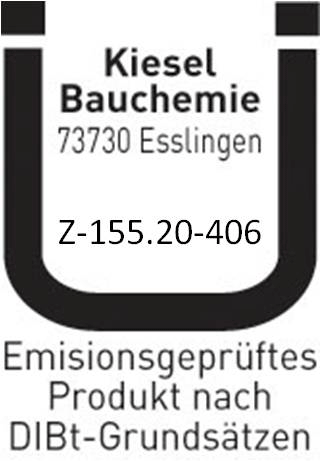 Kiesel
Bauchemie
73730 Esslingen
Z-155.20-406
Emisionsgeprüftes
Produkt nach
DIBt-Grundsätzen